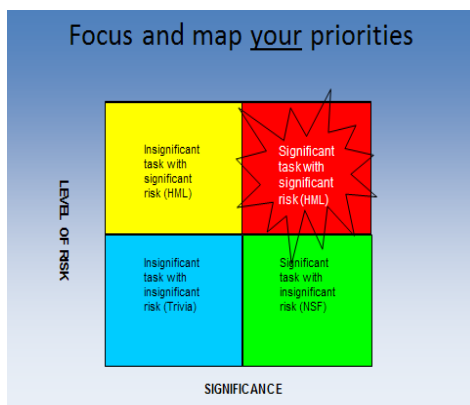 Focus and map your priorities
Insignificant
task with
significant
risk (HML)
Significant
task with
significant
risk (HML)
LEVEL OF RISK
Insignificant
task with
insignificant
risk (Trivia)
Significant
task with
insignificant
risk (NSF)
SIGNIFICANCE